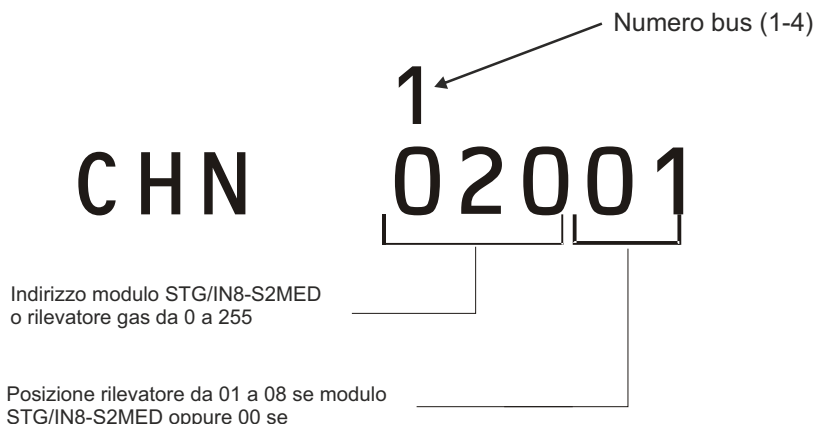 Numero bus (1-4)
1
CHN 02001
Indirizzo modulo STG/IN8-S2MED
o rilevatore gas da 0 a 255
Posizione rilevatore da 01 a 08 se modulo
STG/IN8-S2MED oppure 00 se